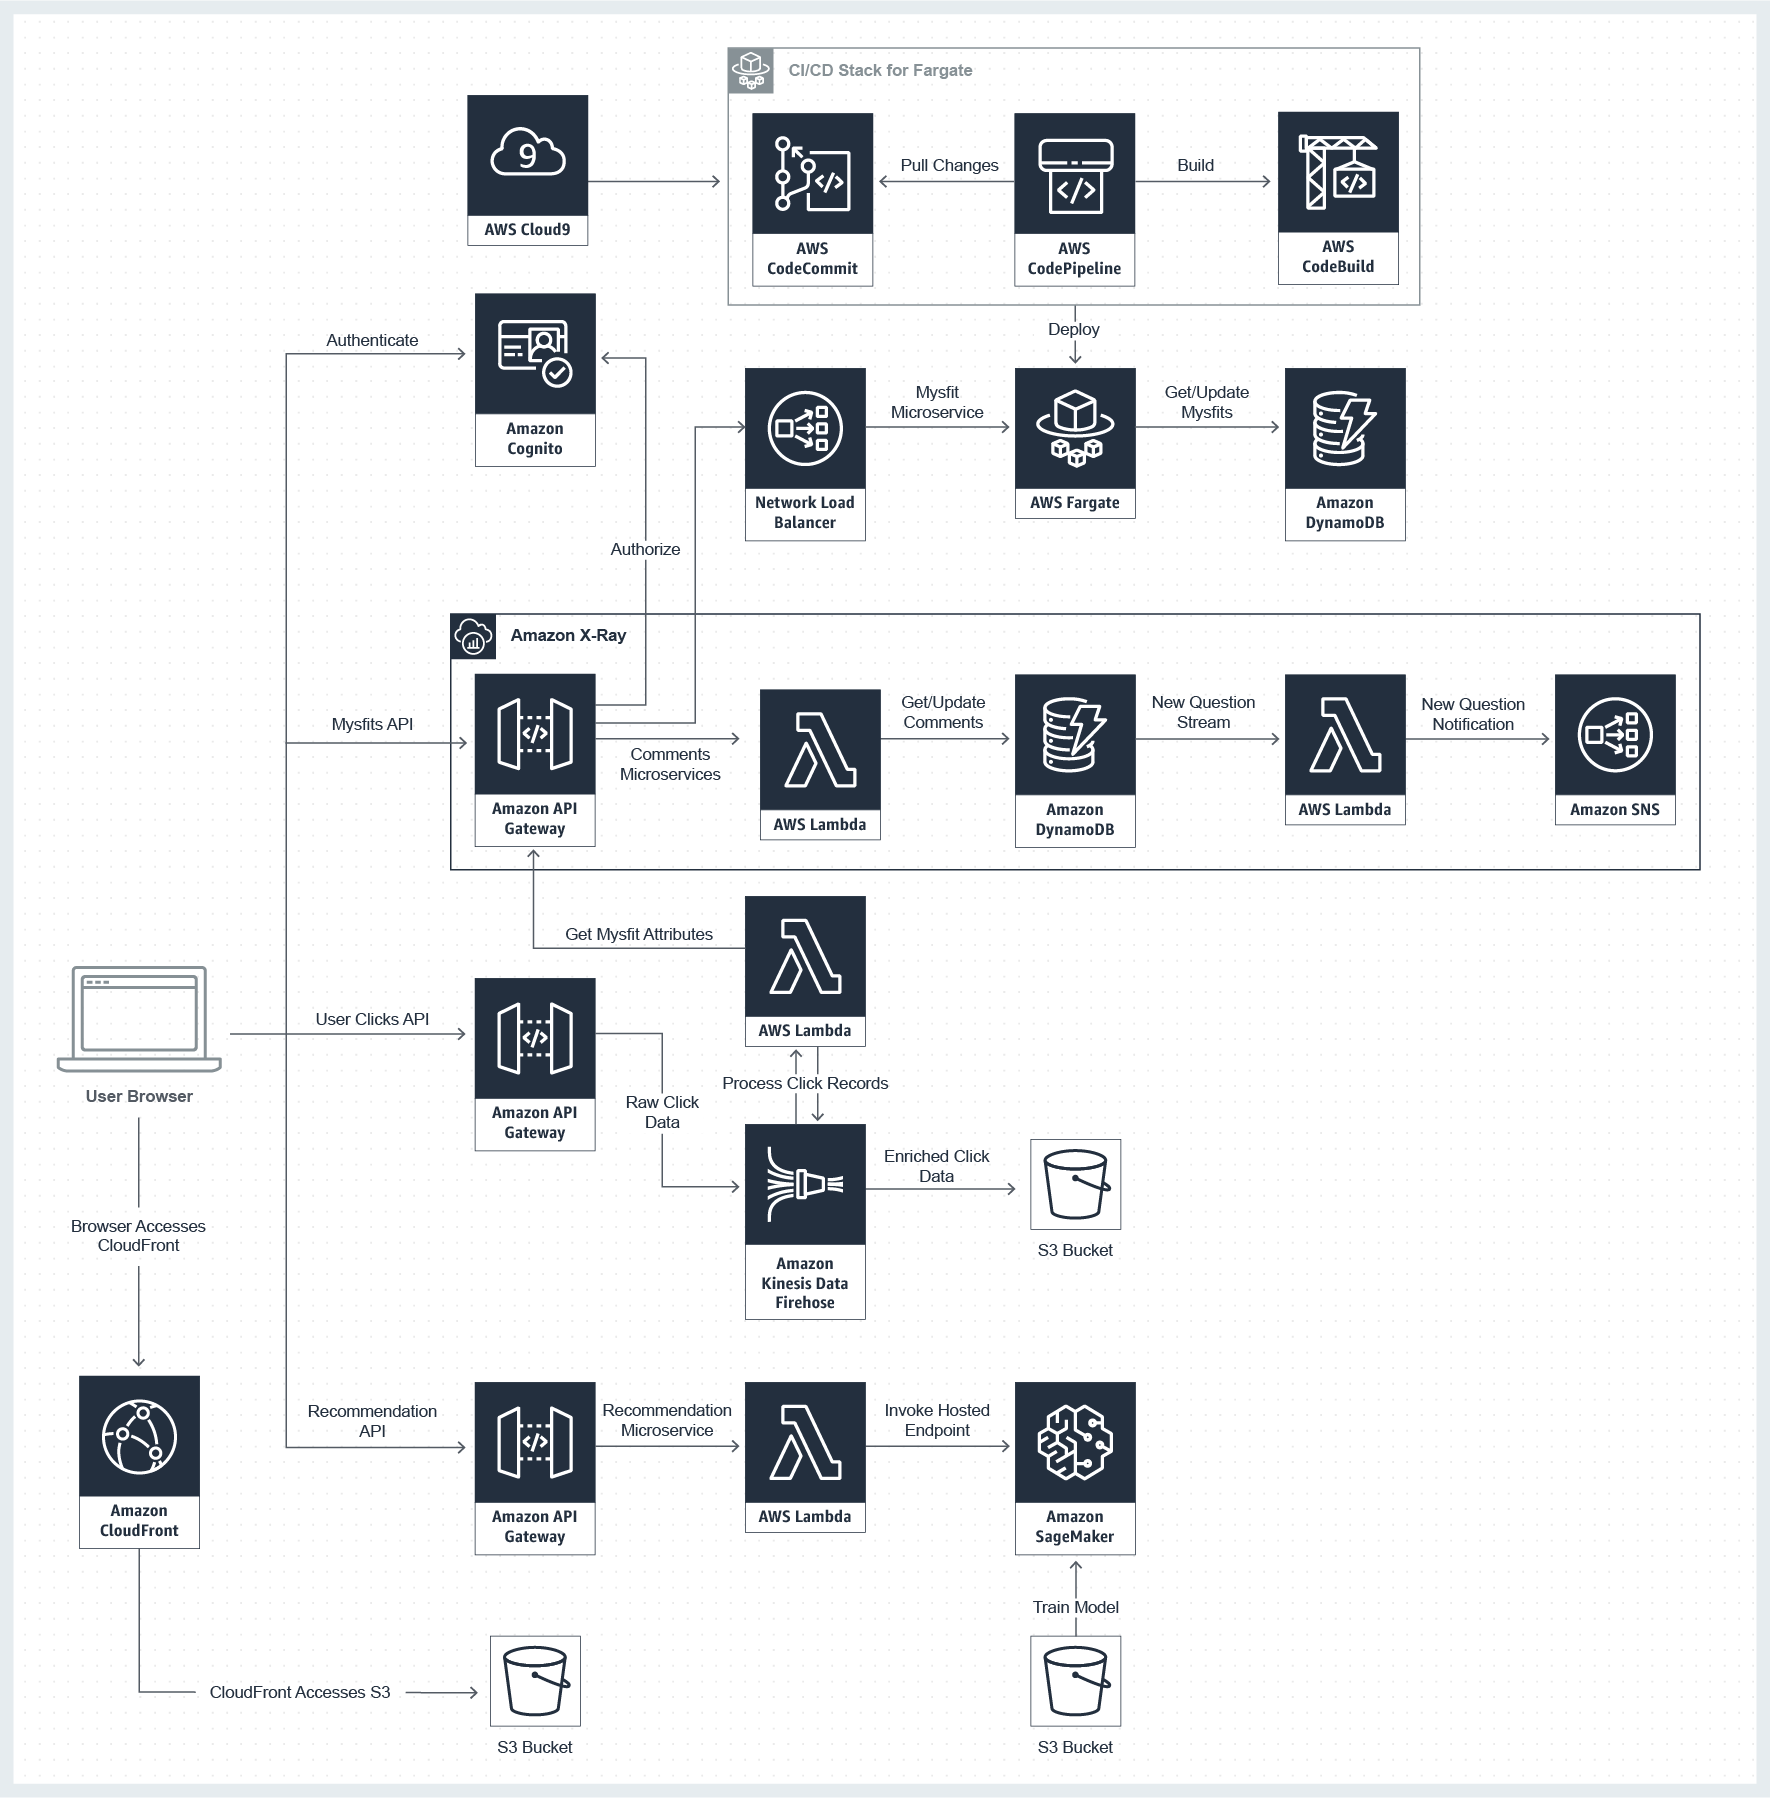 CI/CD Stack for Fargate
9
AWS Cloud9
Pull Changes
Build
AWS
CodeCommit
AWS
CodePipeline
AWS
CodeBuild
Deploy
Authenticate
Amazon
Cognito
Mysfit
Microservice
Get/Update
Mysfits
Network Load
Balancer
AWS Fargate
Amazon
DynamoDB
Authorize
Amazon X-Ray
Mysfits API
Amazon API
Gateway
Comments
Microservices
AWS Lambda
Get/Update
Comments
Amazon
DynamoDB
New Question
Stream
AWS Lambda
New Question
Notification
Amazon SNS
Get Mysfit Attributes
AWS Lambda
User Browser
User Clicks API
Amazon API
Gateway
Raw Click
Data
Process Click Records
Amazon
Kinesis Data
Firehose
Enriched Click
Data
S3 Bucket
Browser Accesses
CloudFront
Amazon
CloudFront
Recommendation
API
Amazon API
Gateway
Recommendation
Microservice
AWS Lambda
Invoke Hosted
Endpoint
Amazon
SageMaker
Train Model
CloudFront Accesses S3
S3 Bucket
S3 Bucket